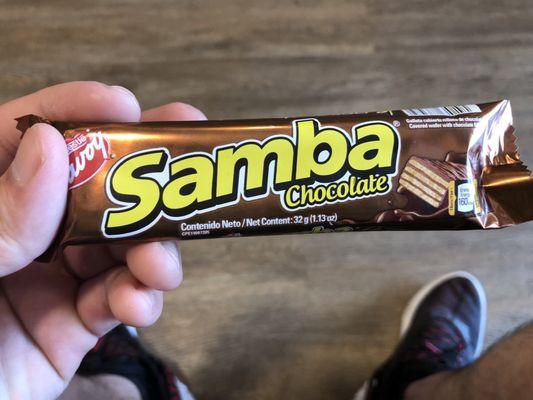 Savoy
Samba
®
Chocolate
Galleta cubierta rellena de chocolate
Covered wafer with chocolate
Contenido Neto / Net Content: 32 g (1.13 oz)
160